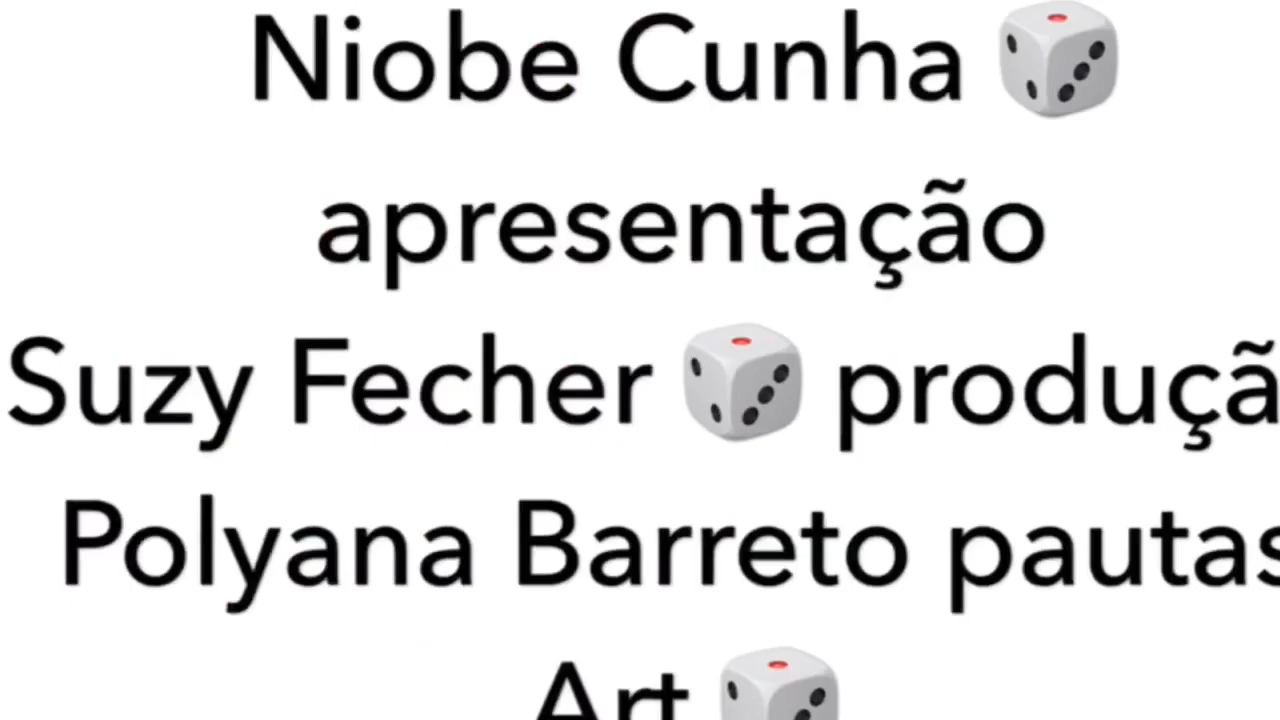 Niobe Cunha 🎲
apresentação
Suzy Fecher 🎲 produçã
Polyana Barreto pautas
Art 🎲